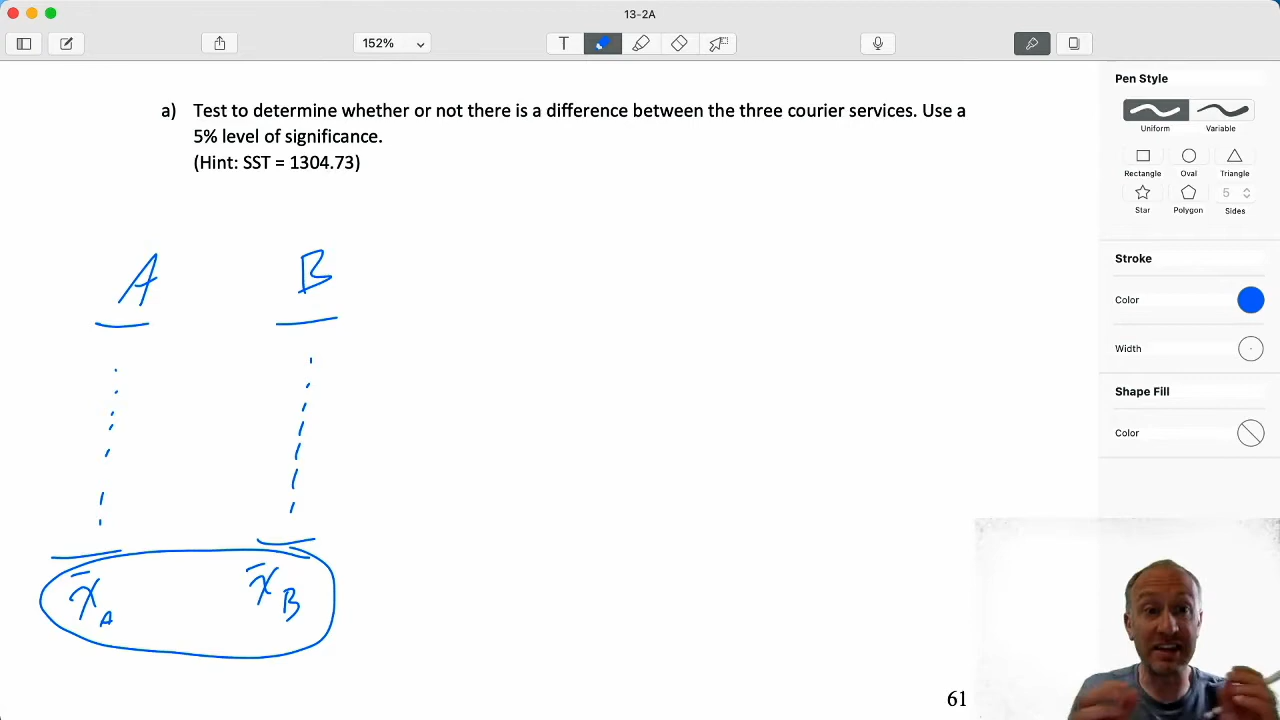 13-2A
152%
T
Pen Style
Uniform Variable
Rectangle Oval Triangle
5
Star Polygon Sides
Stroke
Color
Width
Shape Fill
Color
a) Test to determine whether or not there is a difference between the three courier services. Use a
5% level of significance.
(Hint: SST = 1304.73)
A B
x̄A x̄B
61